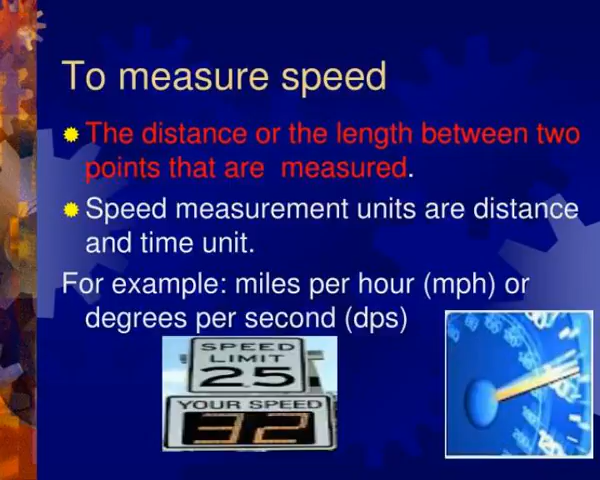 To measure speed
The distance or the length between two
points that are measured.
Speed measurement units are distance
and time unit.
For example: miles per hour (mph) or
degrees per second (dps)
SPEED
LIMIT
25
YOUR SPEED
32